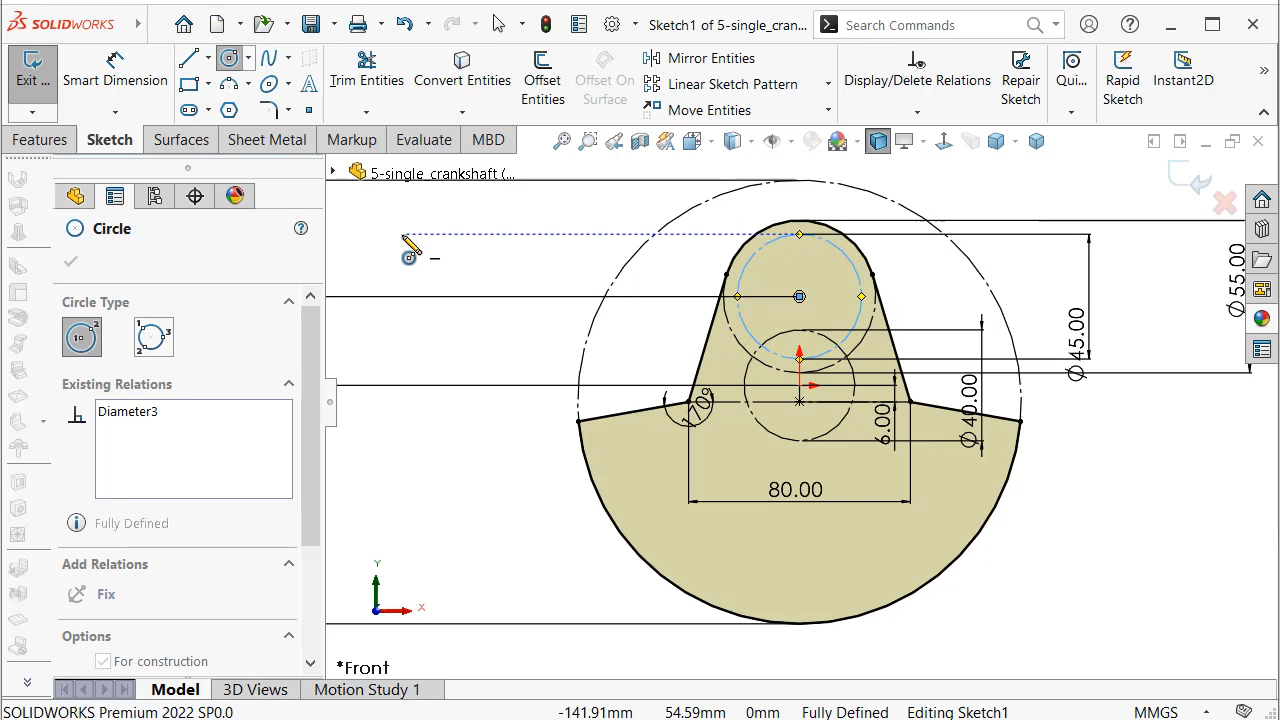 SOLIDWORKS
Sketch1 of 5-single_cran...
Search Commands
Exit ...
Smart Dimension
Trim Entities
Convert Entities
Offset
Entities
Offset On
Surface
Mirror Entities
Linear Sketch Pattern
Move Entities
Display/Delete Relations
Repair
Sketch
Qui...
Rapid
Sketch
Instant2D
Features
Sketch
Surfaces
Sheet Metal
Markup
Evaluate
MBD
5-single_crankshaft (...
Circle
Circle Type
Existing Relations
Diameter3
Fully Defined
Add Relations
Fix
Options
For construction
170°
80.00
6.00
∅40.00
∅45.00
∅55.00
Y
X
*Front
Model
3D Views
Motion Study 1
SOLIDWORKS Premium 2022 SP0.0
-141.91mm
54.59mm
0mm
Fully Defined
Editing Sketch1
MMGS